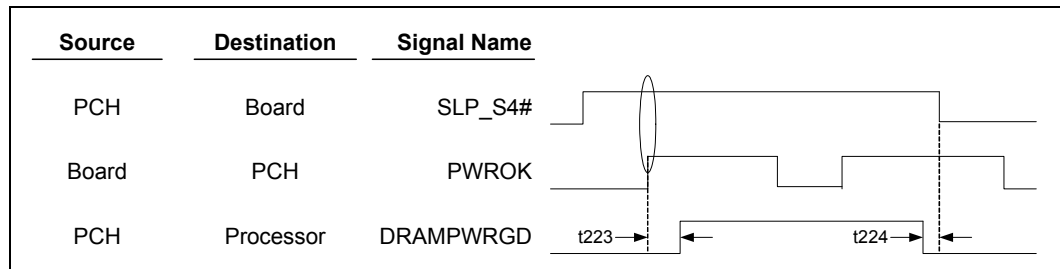 Source Destination Signal Name
PCH Board SLP_S4#
Board PCH PWROK
PCH Processor DRAMPWRGD t223 t224